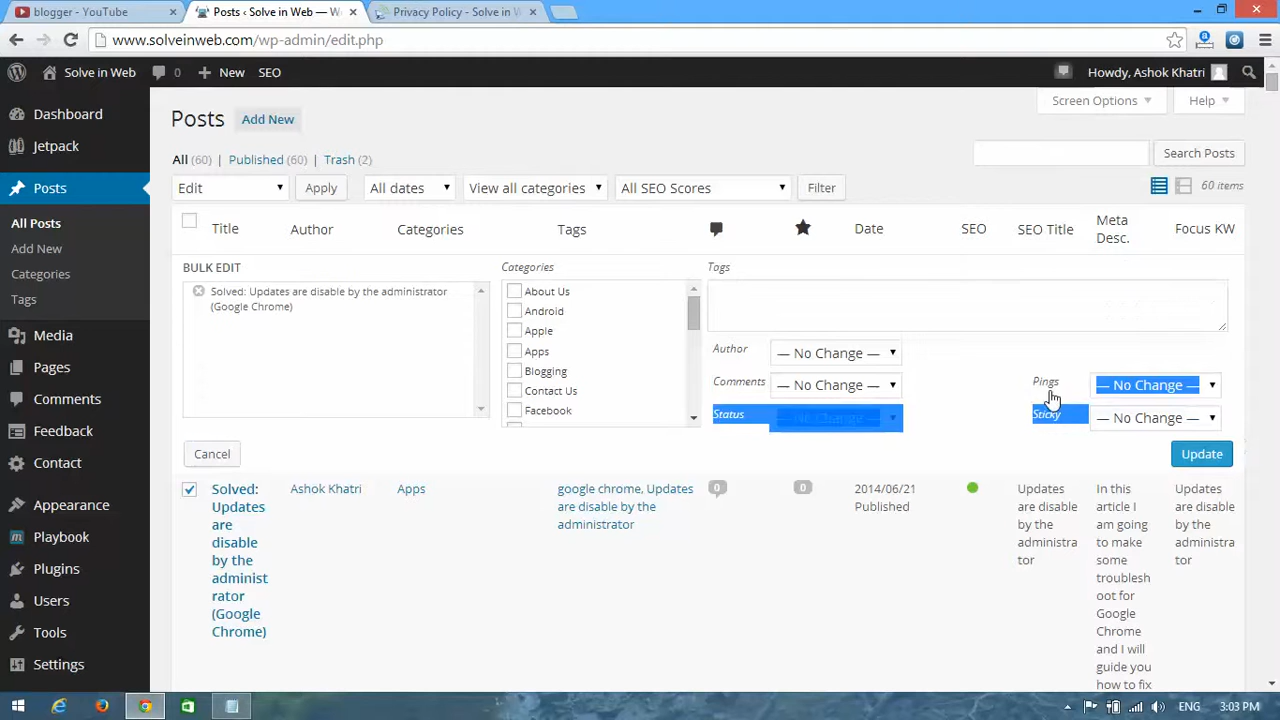 blogger - YouTube
Posts ‹ Solve in Web — W
Privacy Policy - Solve in W
www.solveinweb.com/wp-admin/edit.php
Solve in Web
0
New
SEO
Howdy, Ashok Khatri
Dashboard
Jetpack
Posts
All Posts
Add New
Categories
Tags
Media
Pages
Comments
Feedback
Contact
Appearance
Playbook
Plugins
Users
Tools
Settings
Posts
Add New
Screen Options
Help
All (60) | Published (60) | Trash (2)
Search Posts
Edit
Apply
All dates
View all categories
All SEO Scores
Filter
60 items
Title
Author
Categories
Tags
Date
SEO
SEO Title
Meta
Desc.
Focus KW
BULK EDIT
Solved: Updates are disable by the administrator
(Google Chrome)
Categories
About Us
Android
Apple
Apps
Blogging
Contact Us
Facebook
Tags
Author
— No Change —
Comments
— No Change —
Pings
— No Change —
Status
— No Change —
Sticky
— No Change —
Cancel
Update
Solved:
Updates
are
disable
by the
administ
rator
(Google
Chrome)
Ashok Khatri
Apps
google chrome, Updates
are disable by the
administrator
0
0
2014/06/21
Published
Updates
are disable
by the
administra
tor
In this
article I
am going
to make
some
troublesh
oot for
Google
Chrome
and I will
guide you
how to fix
Updates
are disable
by the
administra
tor
ENG
3:03 PM